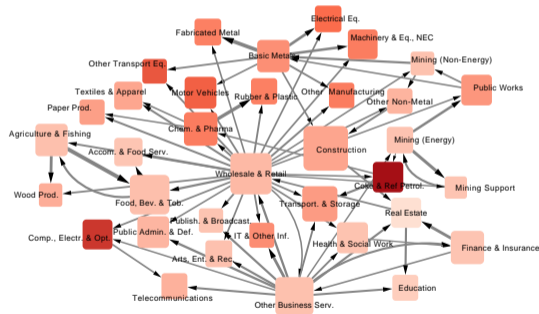 Electrical Eq.
Fabricated Metal
Machinery & Eq., NEC
Basic Metals
Mining (Non-Energy)
Other Transport Eq.
Public Works
Textiles & Apparel
Motor Vehicles
Rubber & Plastic
Other Manufacturing
Other Non-Metal
Paper Prod.
Chem. & Pharma
Agriculture & Fishing
Mining (Energy)
Construction
Accom. & Food Serv.
Wholesale & Retail
Coke & Ref Petrol.
Mining Support
Wood Prod.
Food, Bev. & Tob.
Transport. & Storage
Real Estate
Publish. & Broadcast.
Public Admin. & Def.
Comp., Electr. & Opt.
IT & Other Inf.
Health & Social Work
Finance & Insurance
Arts, Ent. & Rec.
Education
Telecommunications
Other Business Serv.